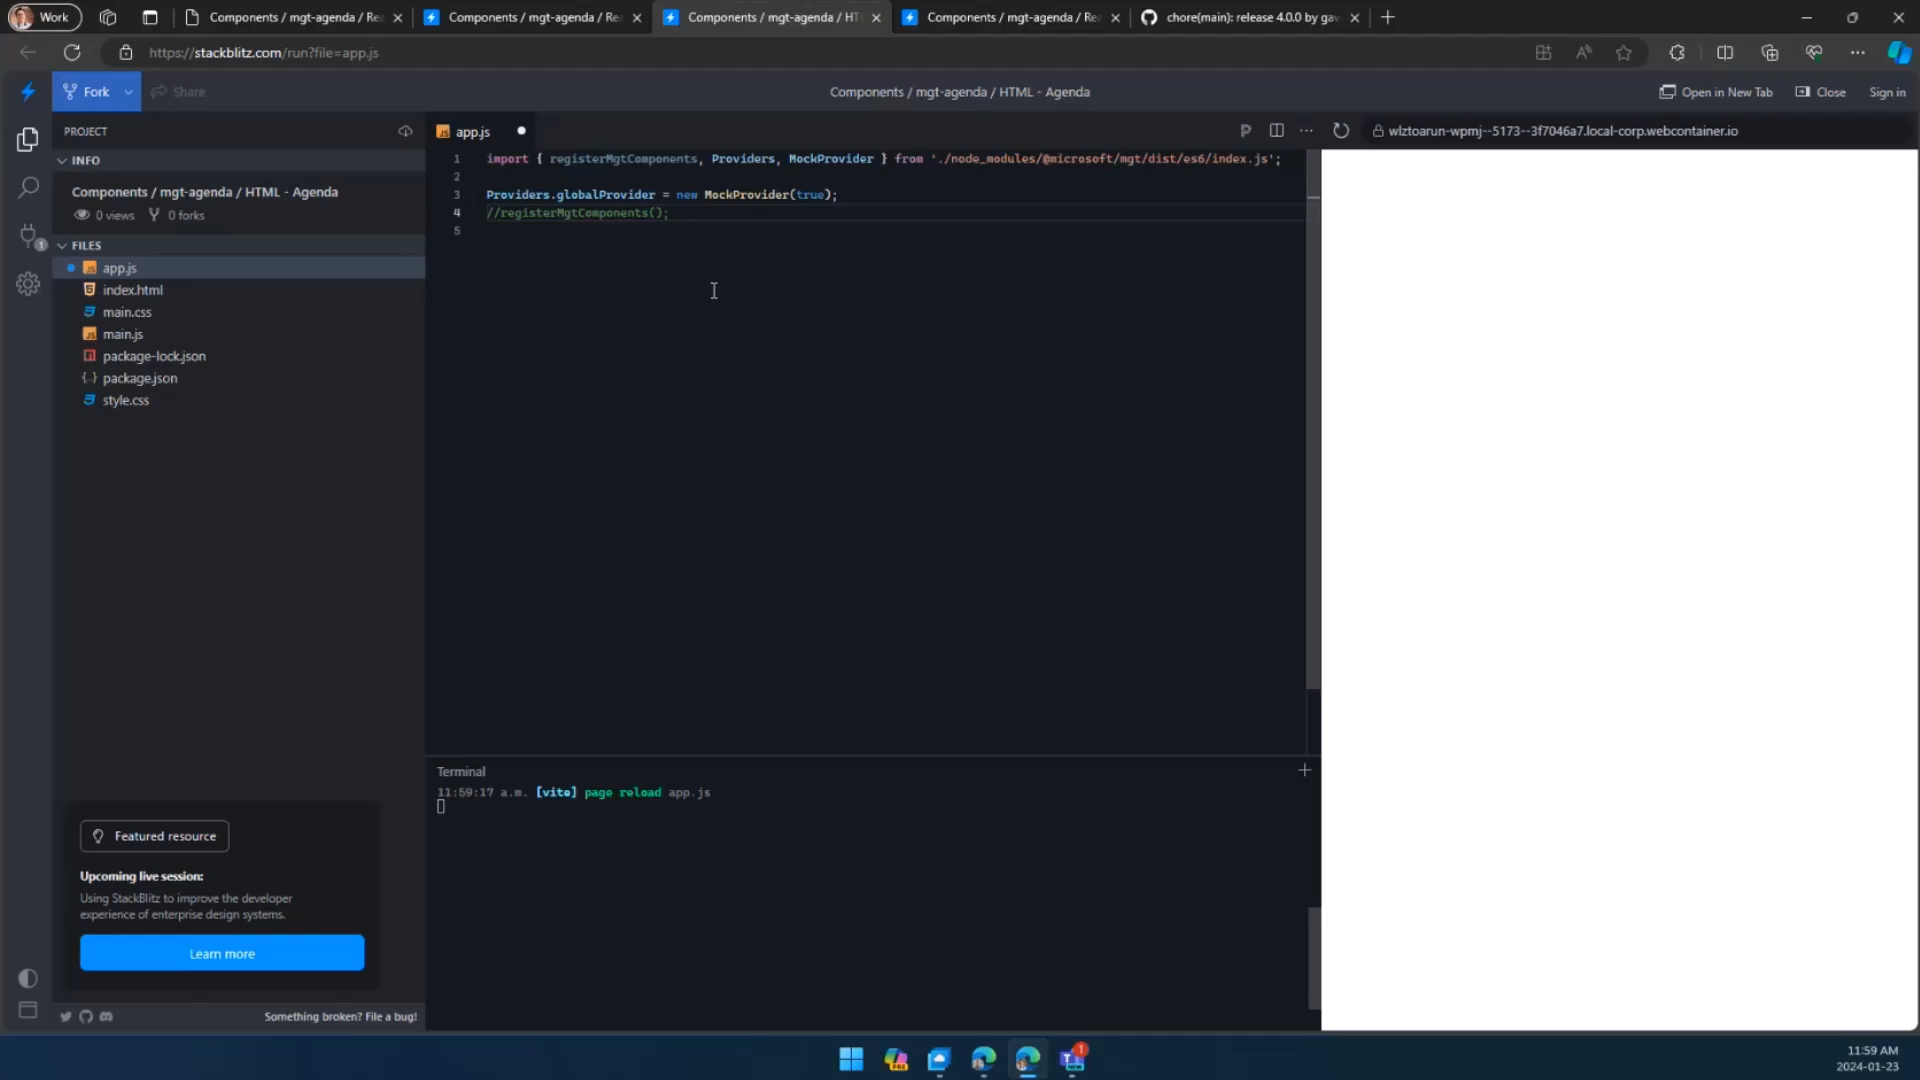 Work
Components / mgt-agenda / Rea
Components / mgt-agenda / Rea
Components / mgt-agenda / HT
Components / mgt-agenda / Rea
chore(main): release 4.0.0 by gav
https://stackblitz.com/run?file=app.js
Fork
Share
Components / mgt-agenda / HTML - Agenda
Open in New Tab
Close
Sign in
PROJECT
INFO
Components / mgt-agenda / HTML - Agenda
0 views
0 forks
1
FILES
app.js
index.html
main.css
main.js
package-lock.json
package.json
style.css
Featured resource
Upcoming live session:
Using StackBlitz to improve the developer
experience of enterprise design systems.
Learn more
Something broken? File a bug!
app.js
1 import { registerMgtComponents, Providers, MockProvider } from './node_modules/@microsoft/mgt/dist/es6/index.js';
2
3 Providers.globalProvider = new MockProvider(true);
4 //registerMgtComponents();
5
Terminal
11:59:17 a.m. [vite] page reload app.js
wlztoarun-wpmj--5173--3f7046a7.local-corp.webcontainer.io
1
11:59 AM
2024-01-23